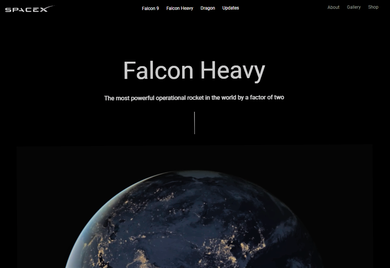 SPACEX
Falcon 9 Falcon Heavy Dragon Updates
About Gallery Shop
Falcon Heavy
The most powerful operational rocket in the world by a factor of two